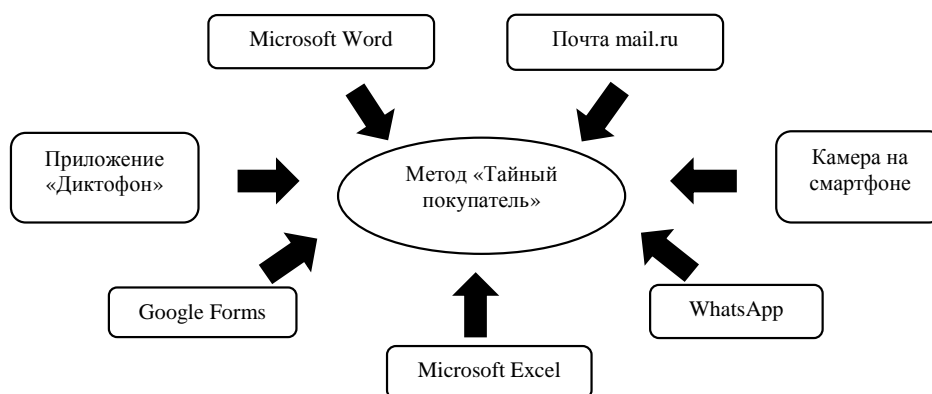 Microsoft Word
Почта mail.ru
Приложение
«Диктофон»
Метод «Тайный
покупатель»
Камера на
смартфоне
Google Forms
WhatsApp
Microsoft Excel